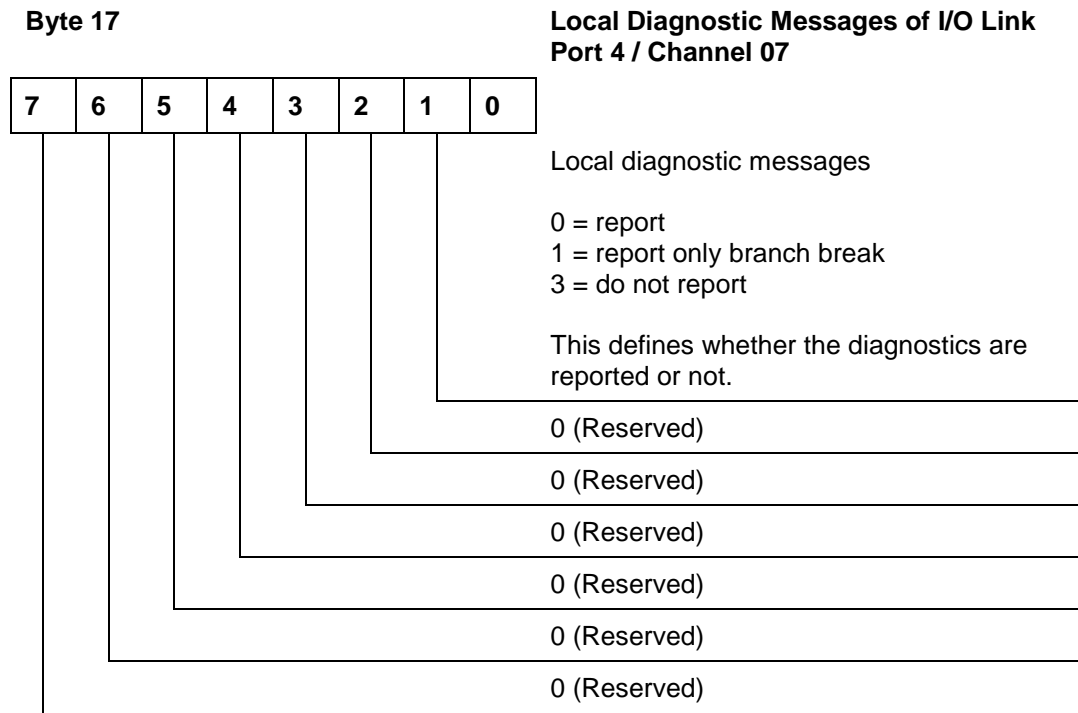 Byte 17
Local Diagnostic Messages of I/O Link
Port 4 / Channel 07
7 6 5 4 3 2 1 0
Local diagnostic messages
0 = report
1 = report only branch break
3 = do not report
This defines whether the diagnostics are
reported or not.
0 (Reserved)
0 (Reserved)
0 (Reserved)
0 (Reserved)
0 (Reserved)
0 (Reserved)